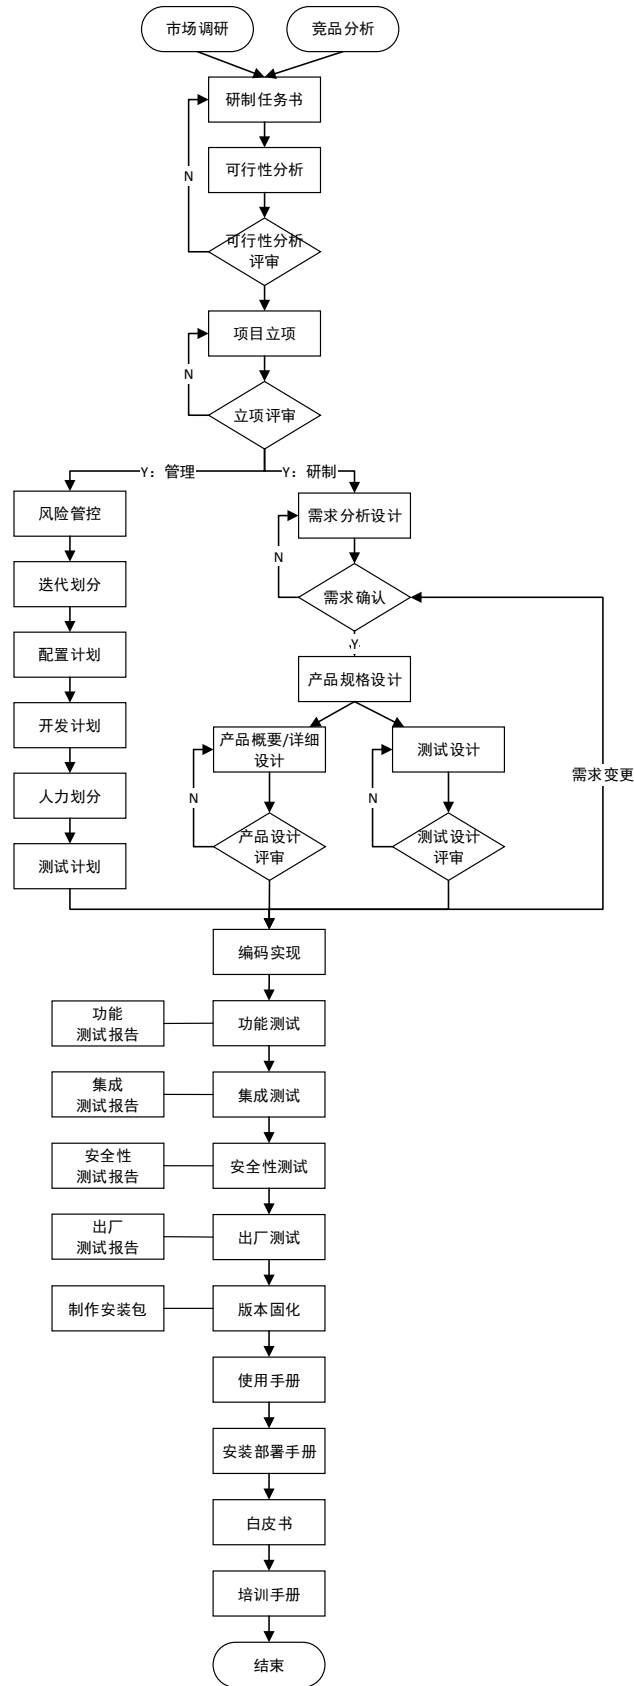 市场调研
竞品分析
研制任务书
N
可行性分析
可行性分析
评审
项目立项
N
立项评审
Y：管理
Y：研制
风险管控
需求分析设计
N
迭代划分
需求确认
Y
配置计划
产品规格设计
开发计划
产品概要/详细
设计
测试设计
需求变更
人力划分
N
N
产品设计
评审
测试设计
评审
测试计划
编码实现
功能
测试报告
功能测试
集成
测试报告
集成测试
安全性
测试报告
安全性测试
出厂
测试报告
出厂测试
制作安装包
版本固化
使用手册
安装部署手册
白皮书
培训手册
结束